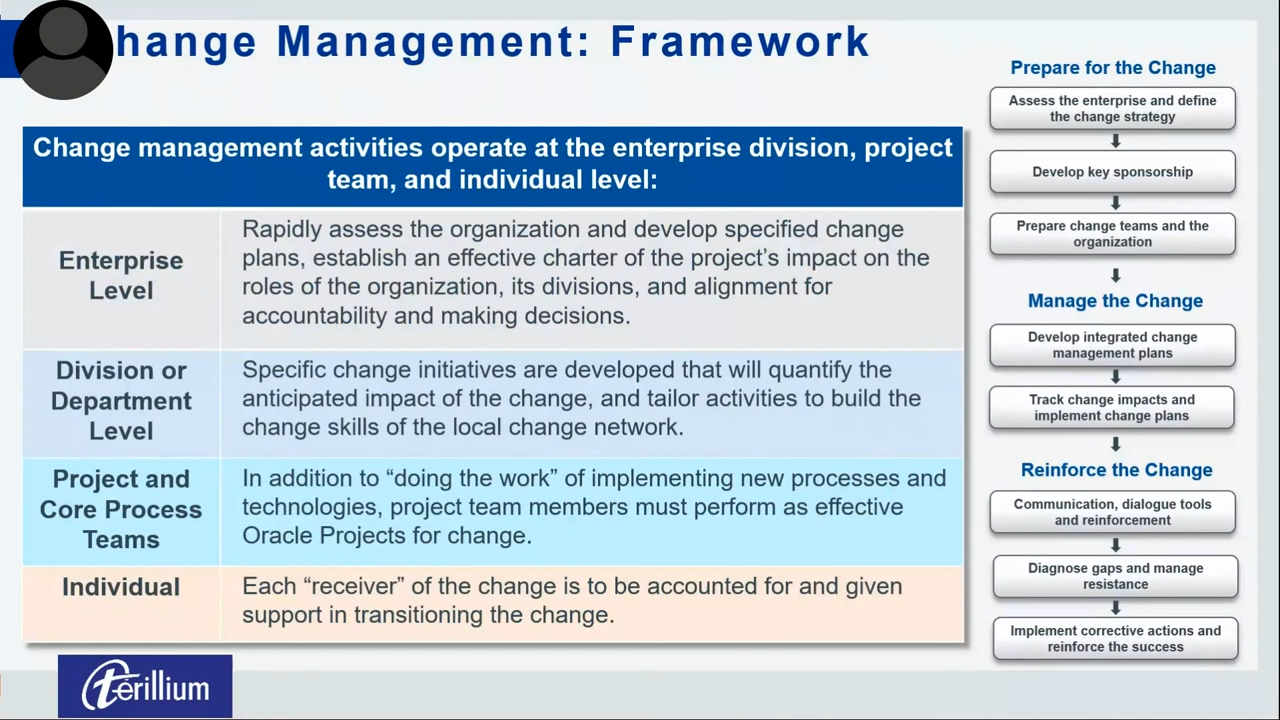 hange Management: Framework
Change management activities operate at the enterprise division, project
team, and individual level:
Enterprise
Level
Rapidly assess the organization and develop specified change
plans, establish an effective charter of the project’s impact on the
roles of the organization, its divisions, and alignment for
accountability and making decisions.
Division or
Department
Level
Specific change initiatives are developed that will quantify the
anticipated impact of the change, and tailor activities to build the
change skills of the local change network.
Project and
Core Process
Teams
In addition to “doing the work” of implementing new processes and
technologies, project team members must perform as effective
Oracle Projects for change.
Individual
Each “receiver” of the change is to be accounted for and given
support in transitioning the change.
Prepare for the Change
Assess the enterprise and define
the change strategy
Develop key sponsorship
Prepare change teams and the
organization
Manage the Change
Develop integrated change
management plans
Track change impacts and
implement change plans
Reinforce the Change
Communication, dialogue tools
and reinforcement
Diagnose gaps and manage
resistance
Implement corrective actions and
reinforce the success
terillium